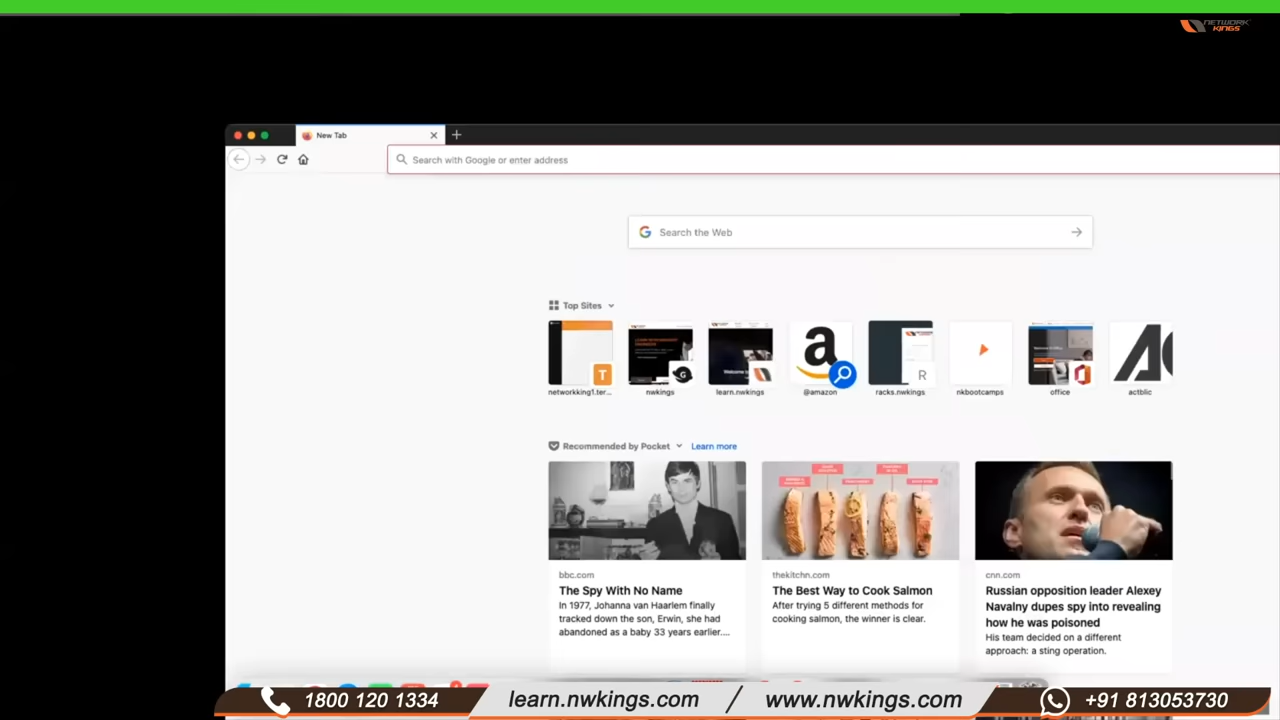 NETWORK
KINGS
New Tab
Search with Google or enter address
Search the Web
Top Sites
T
R
a
networkking1.ter...
nwkings
learn.nwkings
@amazon
racks.nwkings
nkbootcamps
office
actblic
Recommended by Pocket
Learn more
bbc.com
The Spy With No Name
In 1977, Johanna van Haarlem finally
tracked down the son, Erwin, she had
abandoned as a baby 33 years earlier....
thekitchn.com
The Best Way to Cook Salmon
After trying 5 different methods for
cooking salmon, the winner is clear.
cnn.com
Russian opposition leader Alexey
Navalny dupes spy into revealing
how he was poisoned
His team decided on a different
approach: a sting operation.
1800 120 1334
learn.nwkings.com / www.nwkings.com
+91 813053730